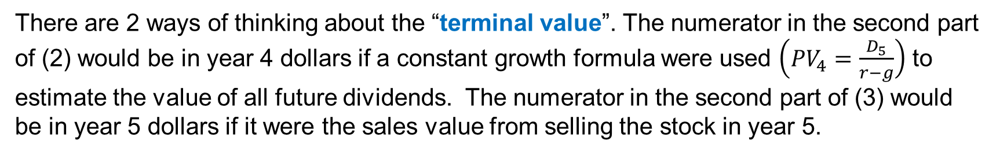 There are 2 ways of thinking about the “terminal value”. The numerator in the second part
of (2) would be in year 4 dollars if a constant growth formula were used (PV₄ = D₅/(r−g)) to
estimate the value of all future dividends.  The numerator in the second part of (3) would
be in year 5 dollars if it were the sales value from selling the stock in year 5.